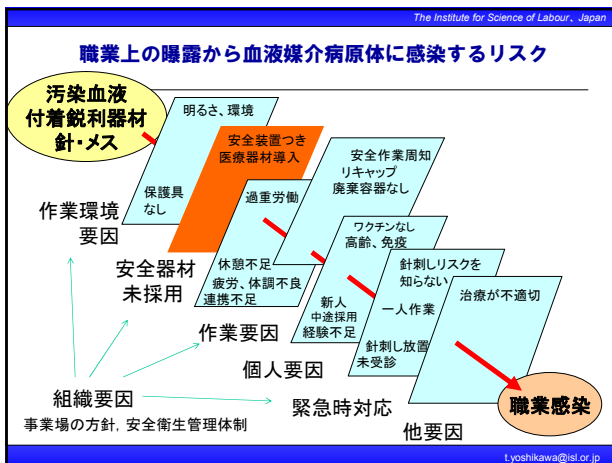 The Institute for Science of Labour、Japan
職業上の曝露から血液媒介病原体に感染するリスク
汚染血液
付着鋭利器材
針・メス
明るさ、環境
保護具
なし
作業環境
要因
安全装置つき
医療器材導入
安全器材
未採用
過重労働
休憩不足
疲労、体調不良
連携不足
作業要因
安全作業周知
リキャップ
廃棄容器なし
ワクチンなし
高齢、免疫
新人
中途採用
経験不足
個人要因
針刺しリスクを
知らない
一人作業
針刺し放置
未受診
緊急時対応
治療が不適切
他要因
職業感染
組織要因
事業場の方針, 安全衛生管理体制
t.yoshikawa@isl.or.jp